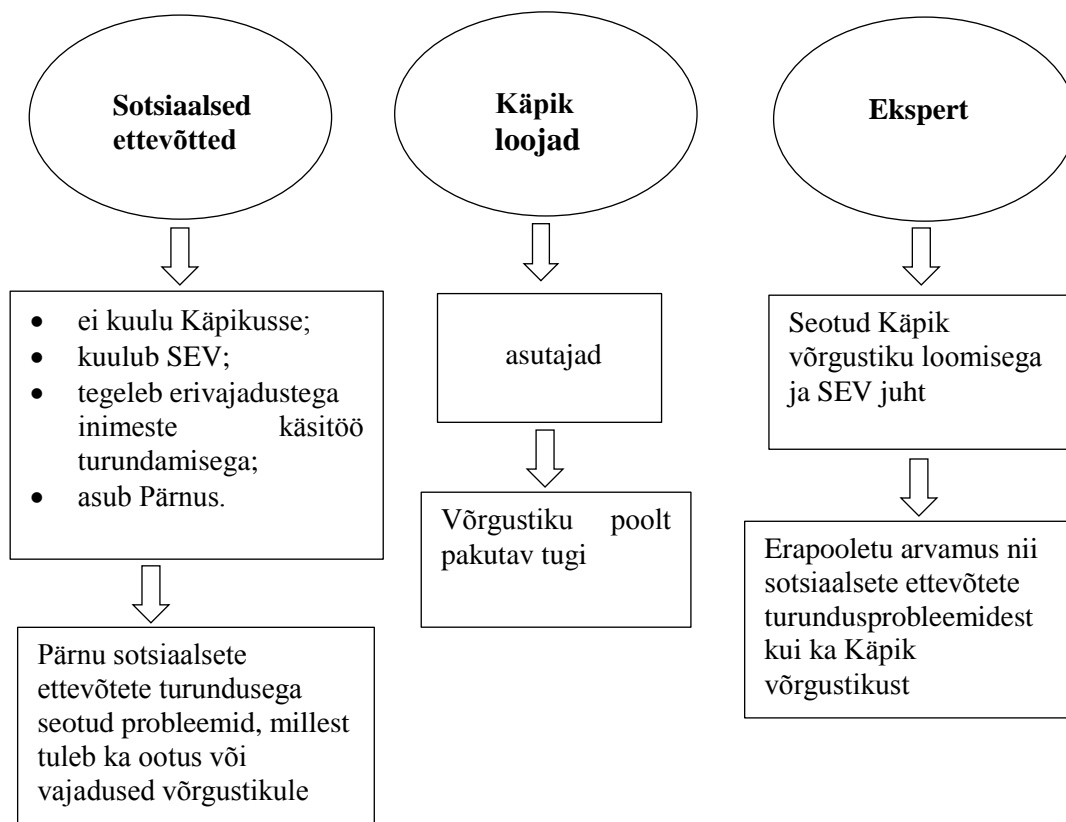 Sotsiaalsed
ettevõtted
• ei kuulu Käpikusse;
• kuulub SEV;
• tegeleb erivajadustega
inimeste käsitöö
turundamisega;
• asub Pärnus.
Pärnu sotsiaalsete
ettevõtete turundusega
seotud probleemid, millest
tuleb ka ootus või
vajadused võrgustikule
Käpik
loojad
asutajad
Võrgustiku poolt
pakutav tugi
Ekspert
Seotud Käpik
võrgustiku loomisega
ja SEV juht
Erapooletu arvamus nii
sotsiaalsete ettevõtete
turundusprobleemidest
kui ka Käpik
võrgustikust